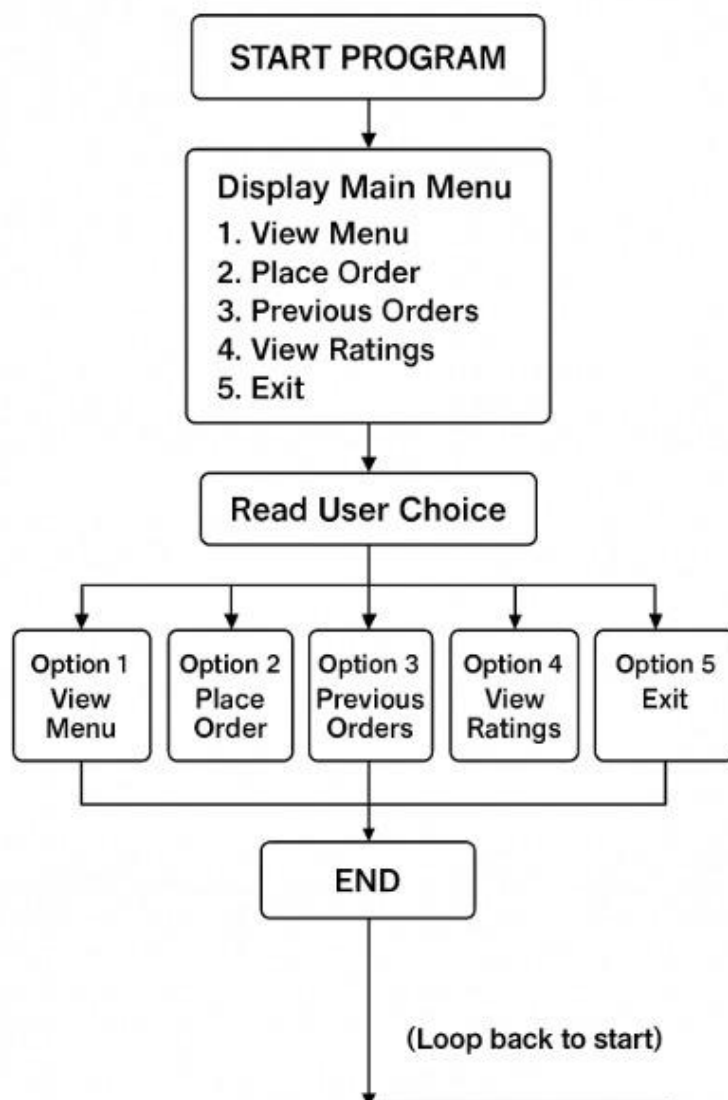 START PROGRAM
Display Main Menu
1. View Menu
2. Place Order
3. Previous Orders
4. View Ratings
5. Exit
Read User Choice
Option 1
View
Menu
Option 2
Place
Order
Option 3
Previous
Orders
Option 4
View
Ratings
Option 5
Exit
END
(Loop back to start)